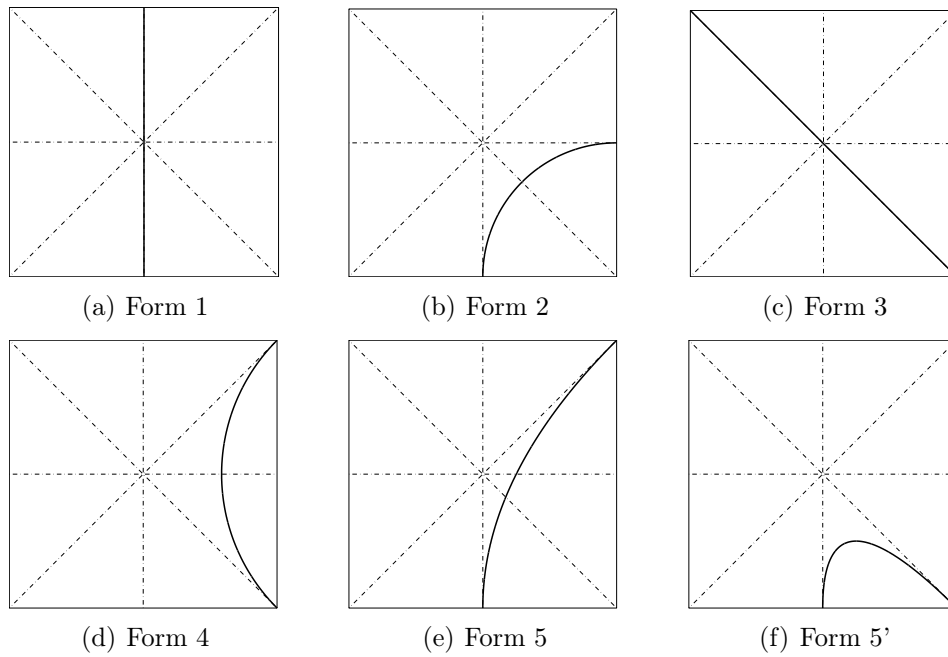 (a) Form 1
(b) Form 2
(c) Form 3
(d) Form 4
(e) Form 5
(f) Form 5’